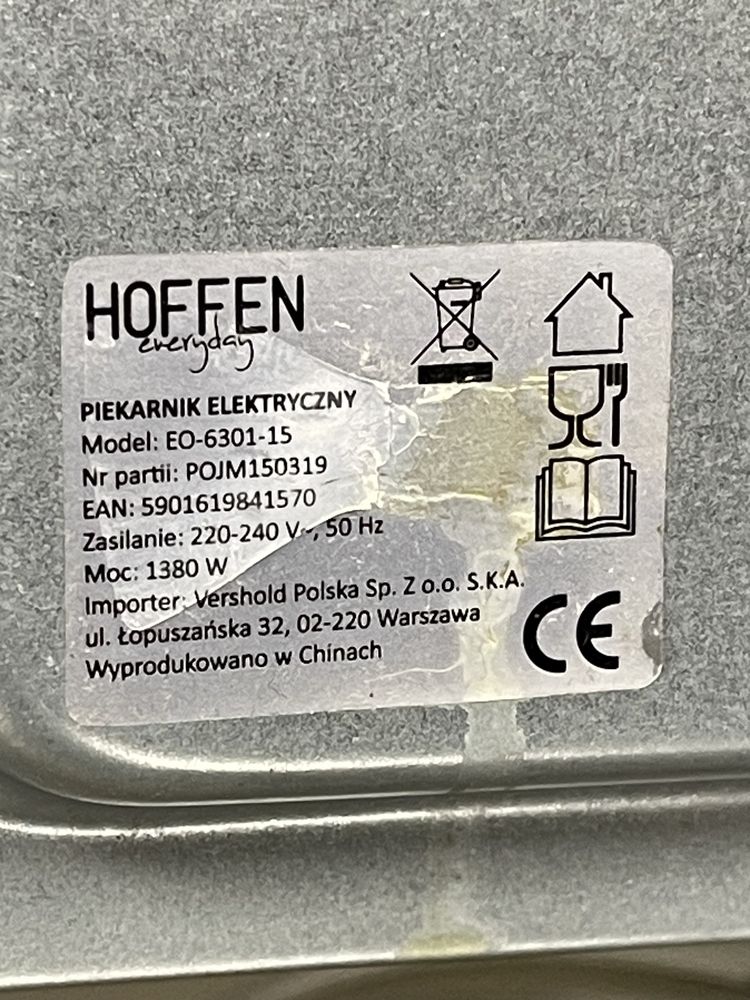 HOFFEN
everyday
PIEKARNIK ELEKTRYCZNY
Model: EO-6301-15
Nr partii: POJM150319
EAN: 5901619841570
Zasilanie: 220-240 V~, 50 Hz
Moc: 1380 W
Importer: Vershold Polska Sp. Z o.o. S.K.A.
ul. Łopuszańska 32, 02-220 Warszawa
Wyprodukowano w Chinach
CE